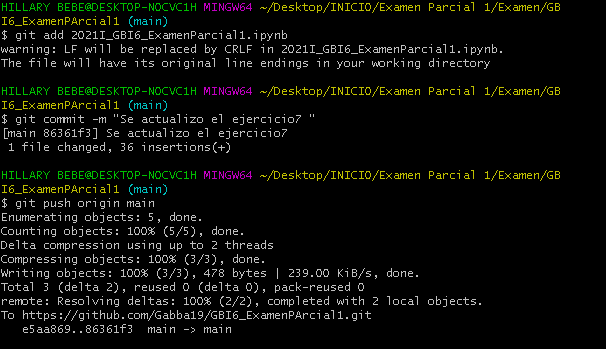 HILLARY BEBE@DESKTOP-NOCVC1H MINGW64 ~/Desktop/INICIO/Examen Parcial 1/Examen/GB
I6_ExamenPArcial1 (main)
$ git add 2021I_GBI6_ExamenParcial1.ipynb
warning: LF will be replaced by CRLF in 2021I_GBI6_ExamenParcial1.ipynb.
The file will have its original line endings in your working directory
HILLARY BEBE@DESKTOP-NOCVC1H MINGW64 ~/Desktop/INICIO/Examen Parcial 1/Examen/GB
I6_ExamenPArcial1 (main)
$ git commit -m "Se actualizo el ejercicio7 "
[main 86361f3] Se actualizo el ejercicio7
 1 file changed, 36 insertions(+)
HILLARY BEBE@DESKTOP-NOCVC1H MINGW64 ~/Desktop/INICIO/Examen Parcial 1/Examen/GB
I6_ExamenPArcial1 (main)
$ git push origin main
Enumerating objects: 5, done.
Counting objects: 100% (5/5), done.
Delta compression using up to 2 threads
Compressing objects: 100% (3/3), done.
Writing objects: 100% (3/3), 478 bytes | 239.00 KiB/s, done.
Total 3 (delta 2), reused 0 (delta 0), pack-reused 0
remote: Resolving deltas: 100% (2/2), completed with 2 local objects.
To https://github.com/Gabba19/GBI6_ExamenPArcial1.git
   e5aa869..86361f3  main -> main